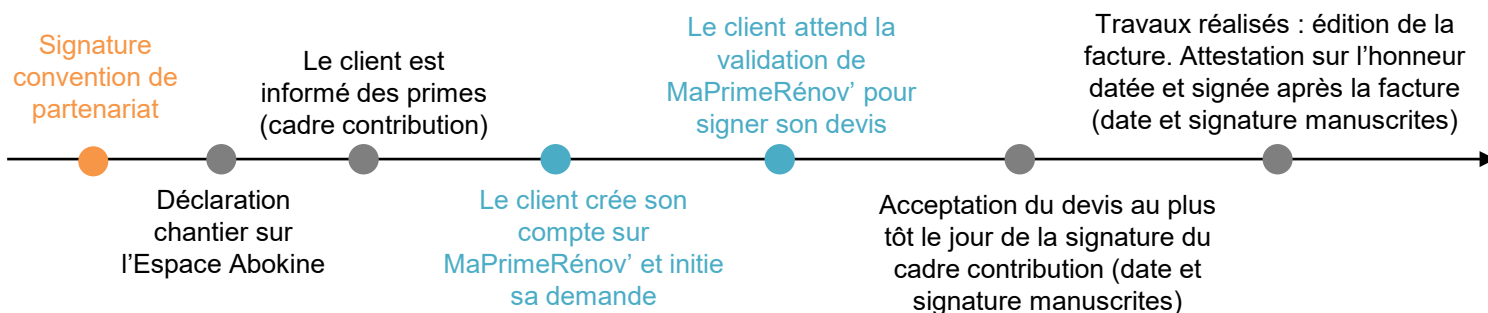 Signature
convention de
partenariat
Déclaration
chantier sur
l’Espace Abokine
Le client est
informé des primes
(cadre contribution)
Le client crée son
compte sur
MaPrimeRénov’ et initie
sa demande
Le client attend la
validation de
MaPrimeRénov’ pour
signer son devis
Acceptation du devis au plus
tôt le jour de la signature du
cadre contribution (date et
signature manuscrites)
Travaux réalisés : édition de la
facture. Attestation sur l’honneur
datée et signée après la facture
(date et signature manuscrites)